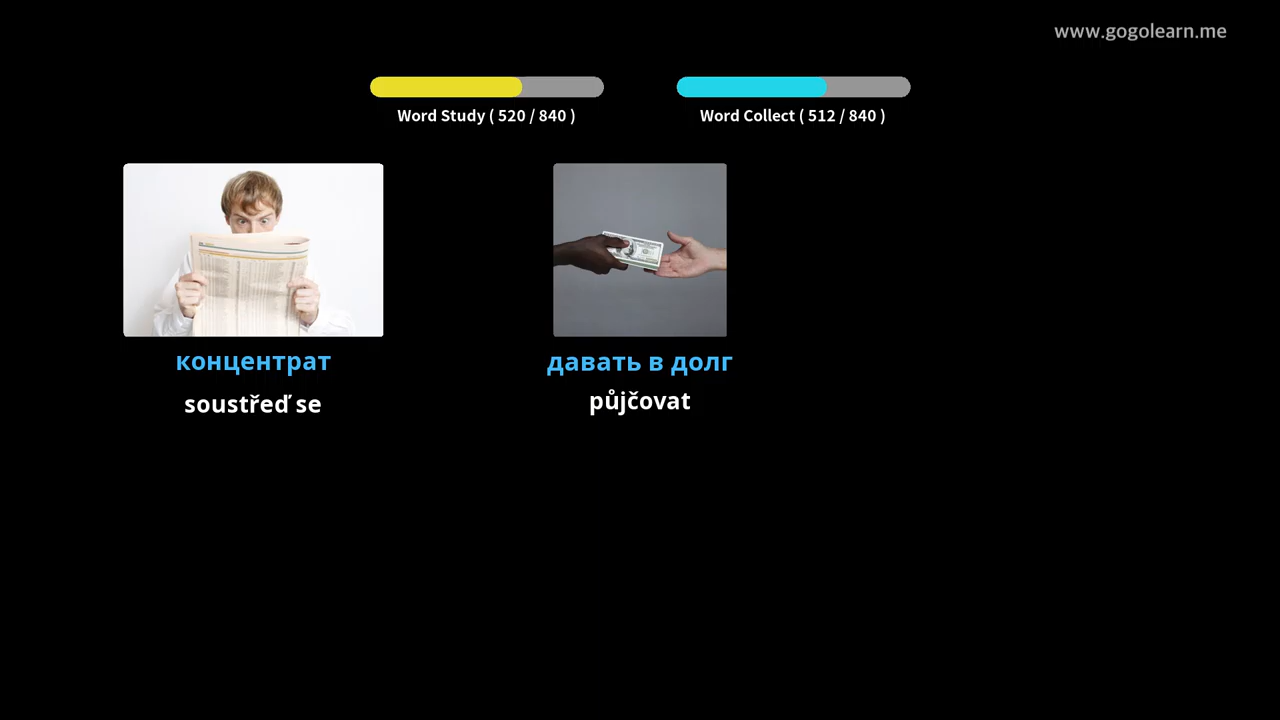 www.gogolearn.me
Word Study ( 520 / 840 )
Word Collect ( 512 / 840 )
концентрат
soustřeď se
давать в долг
půjčovat